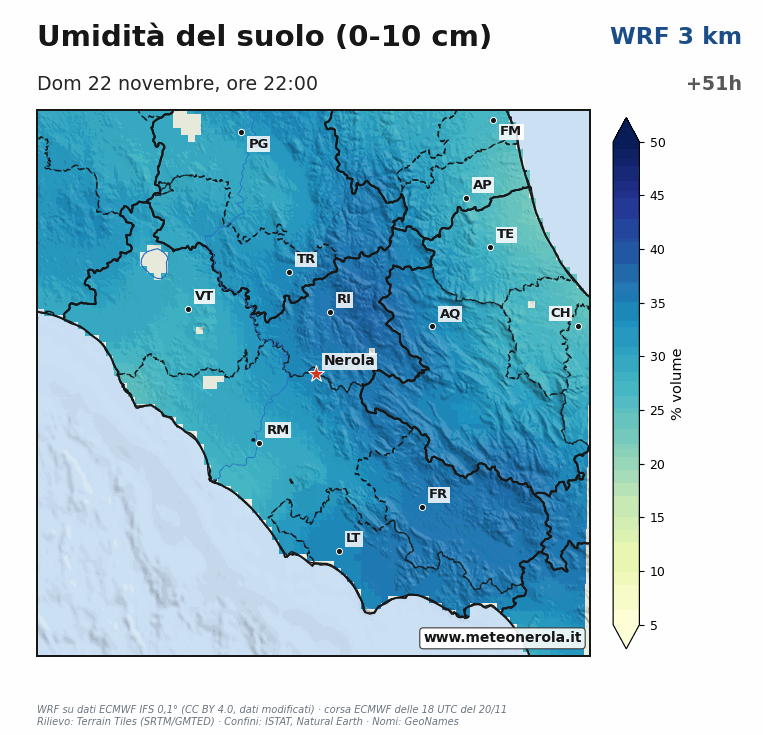 Umidità del suolo (0-10 cm)
WRF 3 km
Dom 22 novembre, ore 22:00
+51h
FM
PG
AP
TE
TR
VT
RI
AQ
CH
Nerola
RM
FR
LT
www.meteonerola.it
50
45
40
35
30
25
20
15
10
5
% volume
WRF su dati ECMWF IFS 0,1° (CC BY 4.0, dati modificati) · corsa ECMWF delle 18 UTC del 20/11
Rilievo: Terrain Tiles (SRTM/GMTED) · Confini: ISTAT, Natural Earth · Nomi: GeoNames